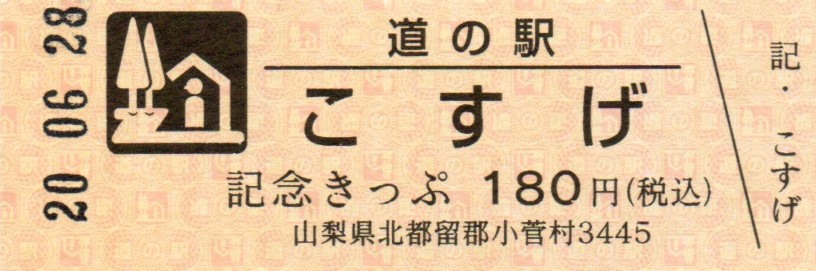 20 06 28
道の駅
こすげ
記念きっぷ 180円(税込)
山梨県北都留郡小菅村3445
記・こすげ